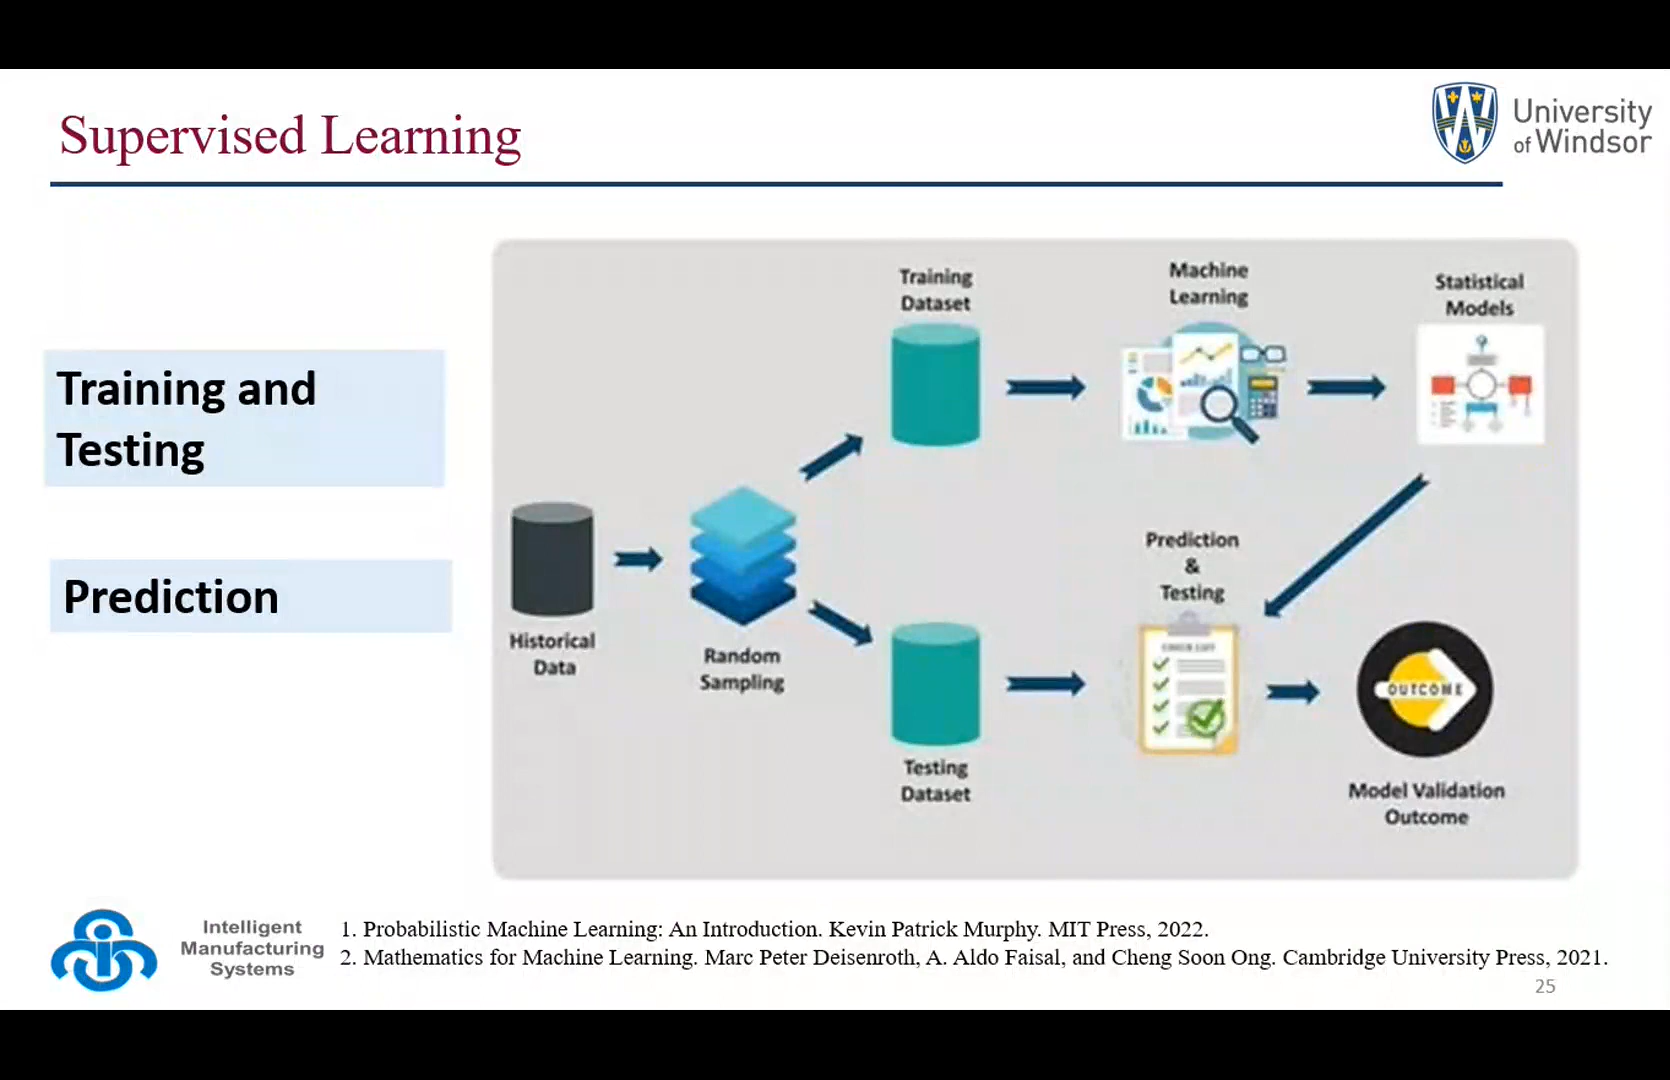 Supervised Learning
University
of Windsor
Training and
Testing
Prediction
Training
Dataset
Machine
Learning
Statistical
Models
Historical
Data
Random
Sampling
Prediction
&
Testing
CHECK LIST
OUTCOME
Testing
Dataset
Model Validation
Outcome
Intelligent
Manufacturing
Systems
1. Probabilistic Machine Learning: An Introduction. Kevin Patrick Murphy. MIT Press, 2022.
2. Mathematics for Machine Learning. Marc Peter Deisenroth, A. Aldo Faisal, and Cheng Soon Ong. Cambridge University Press, 2021.
25